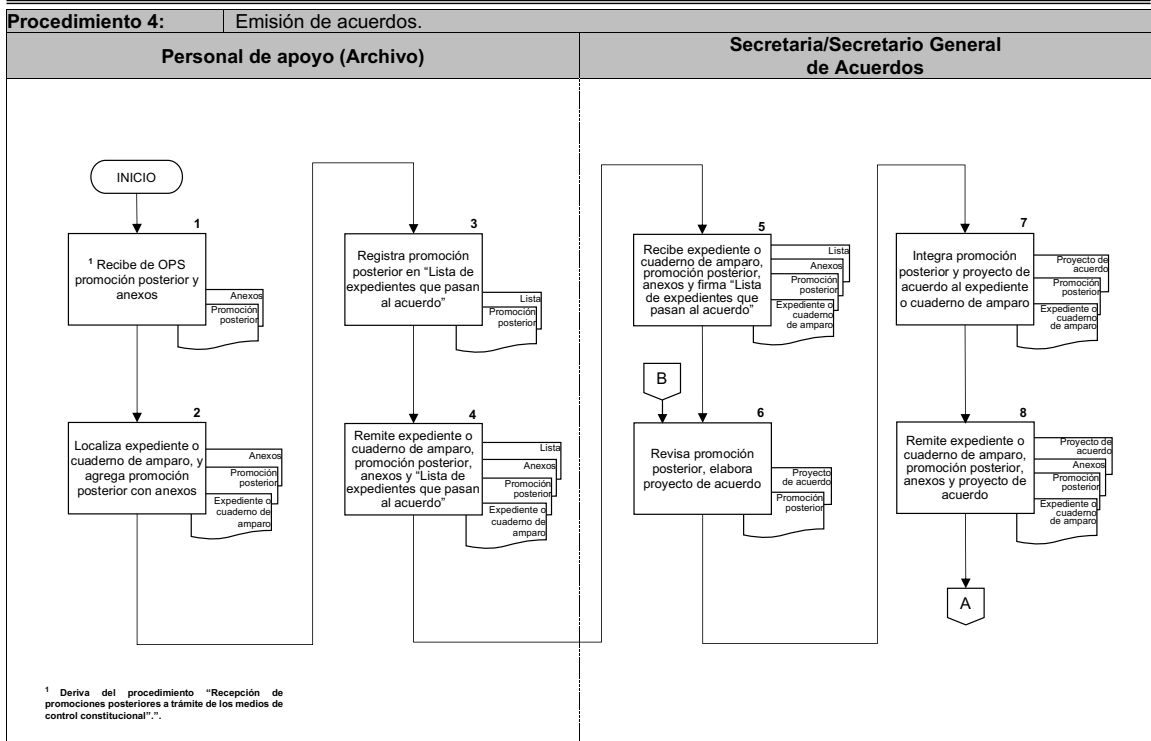 Procedimiento 4: Emisión de acuerdos.
Personal de apoyo (Archivo)
Secretaria/Secretario General
de Acuerdos
INICIO
1
¹ Recibe de OPS
promoción posterior y
anexos
Anexos
Promoción
posterior
2
Localiza expediente o
cuaderno de amparo, y
agrega promoción
posterior con anexos
Anexos
Promoción
posterior
Expediente o
cuaderno de
amparo
3
Registra promoción
posterior en “Lista de
expedientes que pasan
al acuerdo”
Lista
Promoción
posterior
4
Remite expediente o
cuaderno de amparo,
promoción posterior,
anexos y “Lista de
expedientes que pasan
al acuerdo”
Lista
Anexos
Promoción
posterior
Expediente o
cuaderno de
amparo
5
Recibe expediente o
cuaderno de amparo,
promoción posterior,
anexos y firma “Lista
de expedientes que
pasan al acuerdo”
Lista
Anexos
Promoción
posterior
Expediente o
cuaderno
de amparo
B
6
Revisa promoción
posterior, elabora
proyecto de acuerdo
Proyecto
de acuerdo
Promoción
posterior
7
Integra promoción
posterior y proyecto de
acuerdo al expediente
o cuaderno de amparo
Proyecto de
acuerdo
Promoción
posterior
Expediente o
cuaderno
de amparo
8
Remite expediente o
cuaderno de amparo,
promoción posterior,
anexos y proyecto de
acuerdo
Proyecto de
acuerdo
Anexos
Promoción
posterior
Expediente o
cuaderno
de amparo
A
¹ Deriva del procedimiento “Recepción de
promociones posteriores a trámite de los medios de
control constitucional”.”.